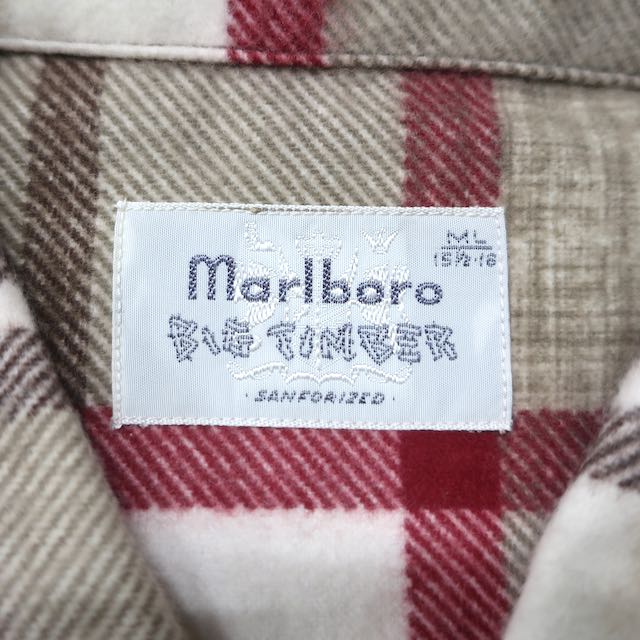 ML
15½·16
Marlboro
BIG TIMBER
· SANFORIZED ·